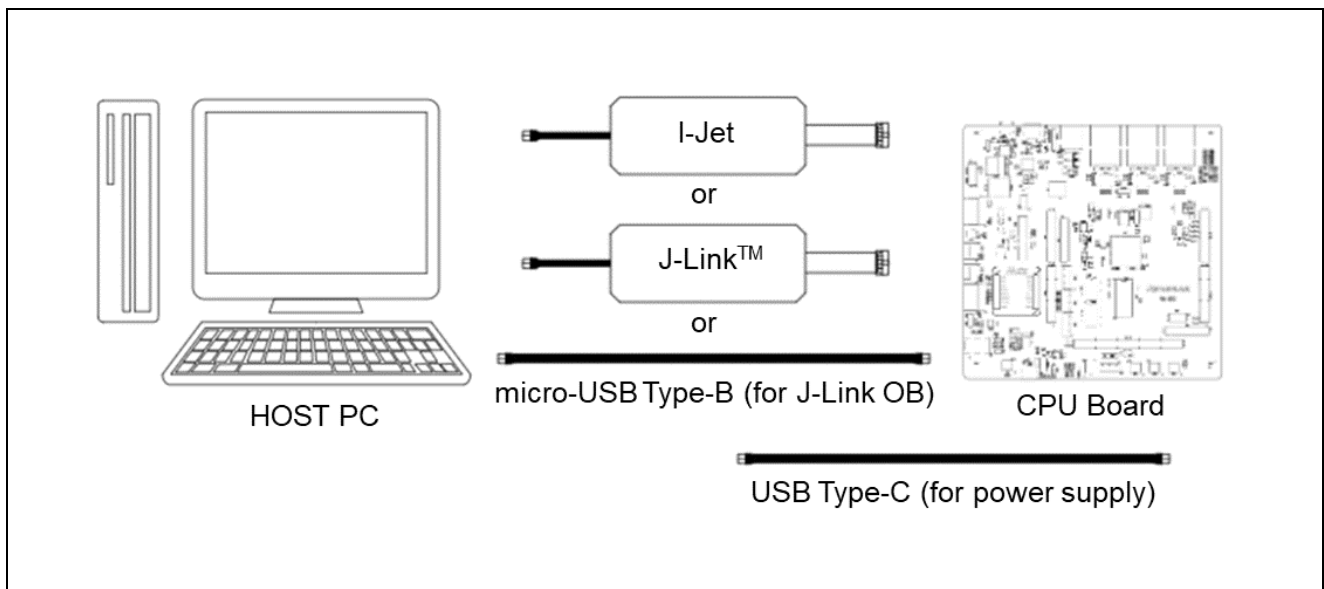 I-Jet
or
J-Link™
or
micro-USB Type-B (for J-Link OB)
HOST PC
CPU Board
USB Type-C (for power supply)